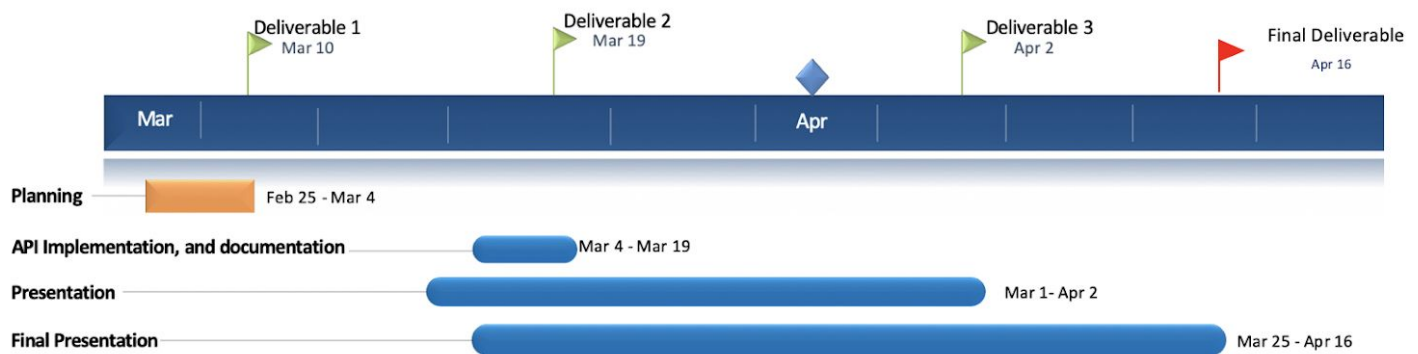 Deliverable 1
Mar 10
Deliverable 2
Mar 19
Deliverable 3
Apr 2
Final Deliverable
Apr 16
Mar
Apr
Planning
Feb 25 - Mar 4
API Implementation, and documentation
Mar 4 - Mar 19
Presentation
Mar 1- Apr 2
Final Presentation
Mar 25 - Apr 16